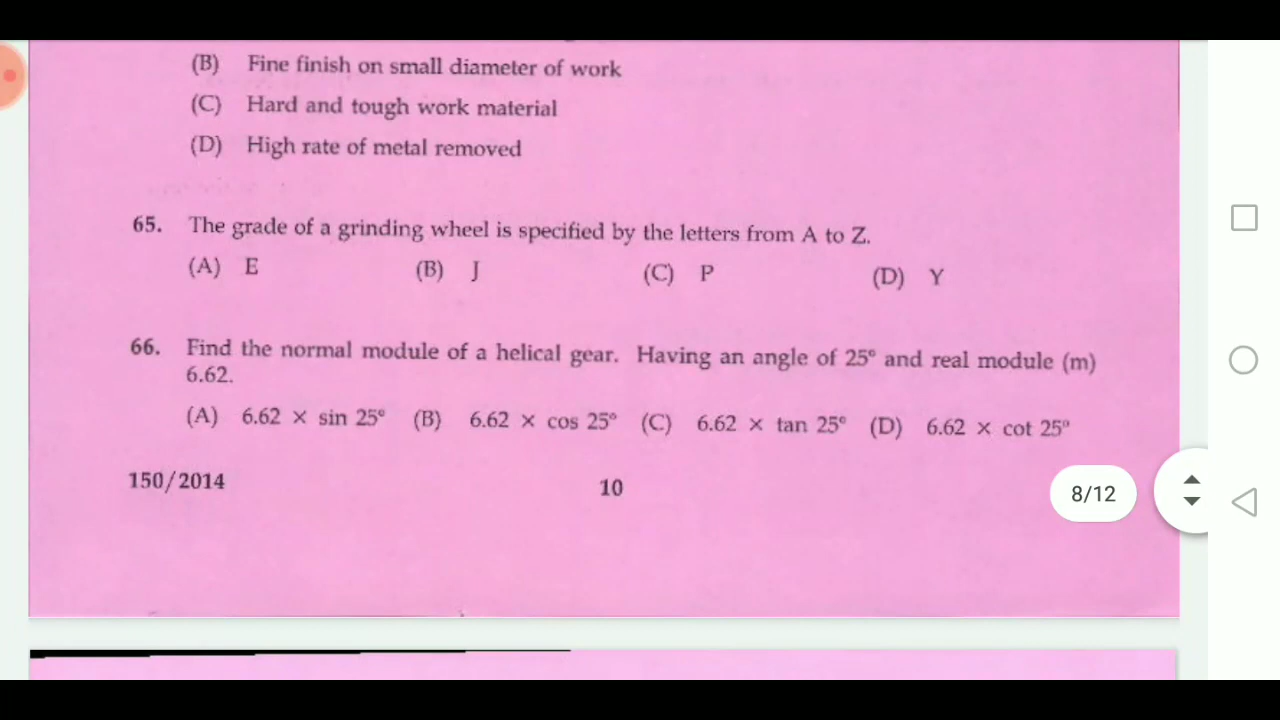 (B) Fine finish on small diameter of work
(C) Hard and tough work material
(D) High rate of metal removed
65. The grade of a grinding wheel is specified by the letters from A to Z.
(A) E (B) J (C) P (D) Y
66. Find the normal module of a helical gear. Having an angle of 25° and real module (m)
6.62.
(A) 6.62 × sin 25° (B) 6.62 × cos 25° (C) 6.62 × tan 25° (D) 6.62 × cot 25°
150/2014 10
8/12